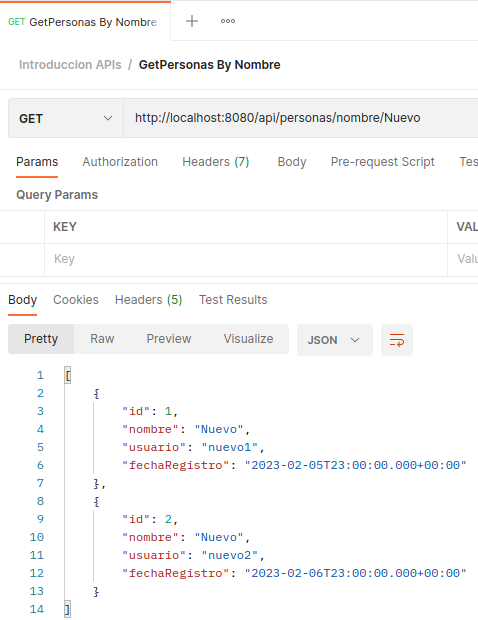 GET GetPersonas By Nombre
Introduccion APIs / GetPersonas By Nombre
GET http://localhost:8080/api/personas/nombre/Nuevo
Params Authorization Headers (7) Body Pre-request Script Tes
Query Params
KEY VAL
Key Valu
Body Cookies Headers (5) Test Results
Pretty Raw Preview Visualize JSON
1 [
2 {
3 "id": 1,
4 "nombre": "Nuevo",
5 "usuario": "nuevo1",
6 "fechaRegistro": "2023-02-05T23:00:00.000+00:00"
7 },
8 {
9 "id": 2,
10 "nombre": "Nuevo",
11 "usuario": "nuevo2",
12 "fechaRegistro": "2023-02-06T23:00:00.000+00:00"
13 }
14 ]